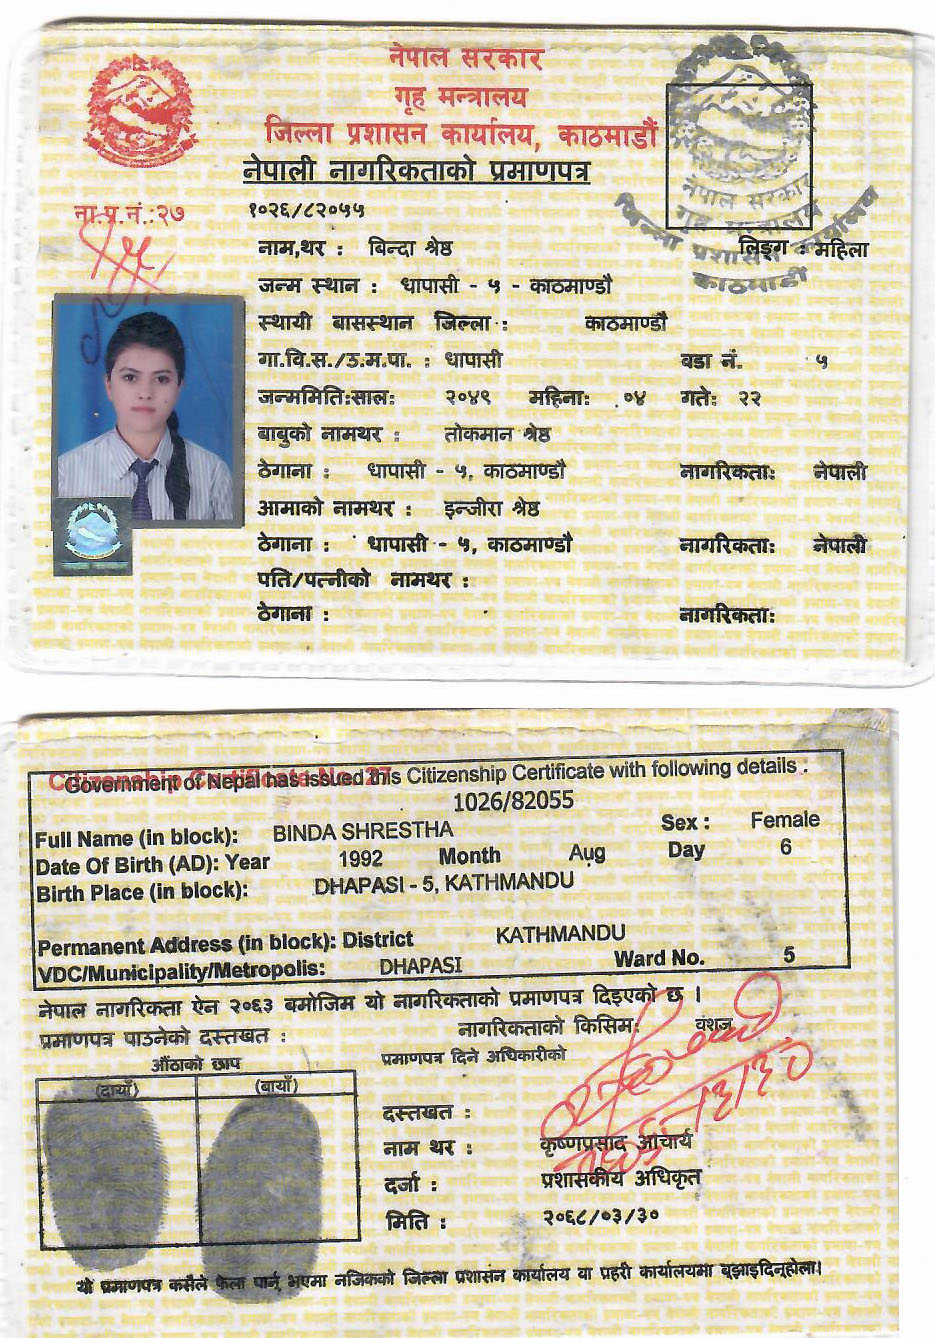 नेपाल सरकार
गृह मन्त्रालय
जिल्ला प्रशासन कार्यालय, काठमाडौं
नेपाली नागरिकताको प्रमाणपत्र
ना.प्र.नं.:२७ १०२६/८२०५५
नेपाल सरकार
गृह मन्त्रालय
जिल्ला प्रशासन कार्यालय
काठमाडौं
नाम,थर : बिन्दा श्रेष्ठ लिङ्ग : महिला
जन्म स्थान : धापासी - ५ - काठमाण्डौ
स्थायी बासस्थान जिल्ला : काठमाण्डौ
गा.वि.स./उ.म.पा. : धापासी वडा नं. ५
जन्ममिति:साल: २०४९ महिना: ०४ गते: २२
बाबुको नामथर : तोकमान श्रेष्ठ
ठेगाना : धापासी - ५, काठमाण्डौ नागरिकता: नेपाली
आमाको नामथर : इन्जीरा श्रेष्ठ
ठेगाना : धापासी - ५, काठमाण्डौ नागरिकता: नेपाली
पति/पत्नीको नामथर :
ठेगाना : नागरिकता:
Citizenship Certificate No. 27
Government of Nepal has issued this Citizenship Certificate with following details .
1026/82055
Full Name (in block): BINDA SHRESTHA Sex : Female
Date Of Birth (AD): Year 1992 Month Aug Day 6
Birth Place (in block): DHAPASI - 5, KATHMANDU
Permanent Address (in block): District KATHMANDU
VDC/Municipality/Metropolis: DHAPASI Ward No. 5
नेपाल नागरिकता ऐन २०६३ बमोजिम यो नागरिकताको प्रमाणपत्र दिइएको छ ।
प्रमाणपत्र पाउनेको दस्तखत : नागरिकताको किसिम: वंशज
औंठाको छाप प्रमाणपत्र दिने अधिकारीको
(दायाँ) (बायाँ)
दस्तखत :
नाम थर : कृष्णप्रसाद आचार्य
दर्जा : प्रशासकीय अधिकृत
मिति : २०६८/०३/३०
यो प्रमाणपत्र कसैले फेला पार्नु भएमा नजिकको जिल्ला प्रशासन कार्यालय वा प्रहरी कार्यालयमा बुझाइदिनुहोला।